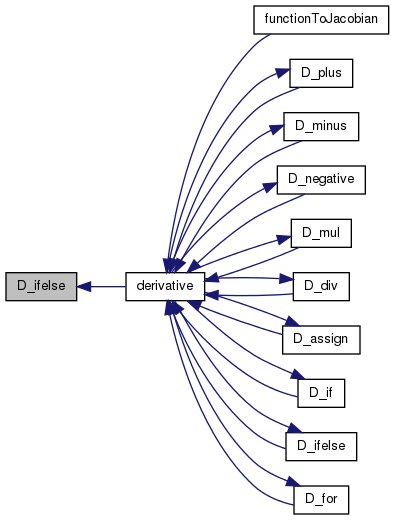 functionToJacobian
D_plus
D_minus
D_negative
D_mul
D_ifelse
derivative
D_div
D_assign
D_if
D_ifelse
D_for